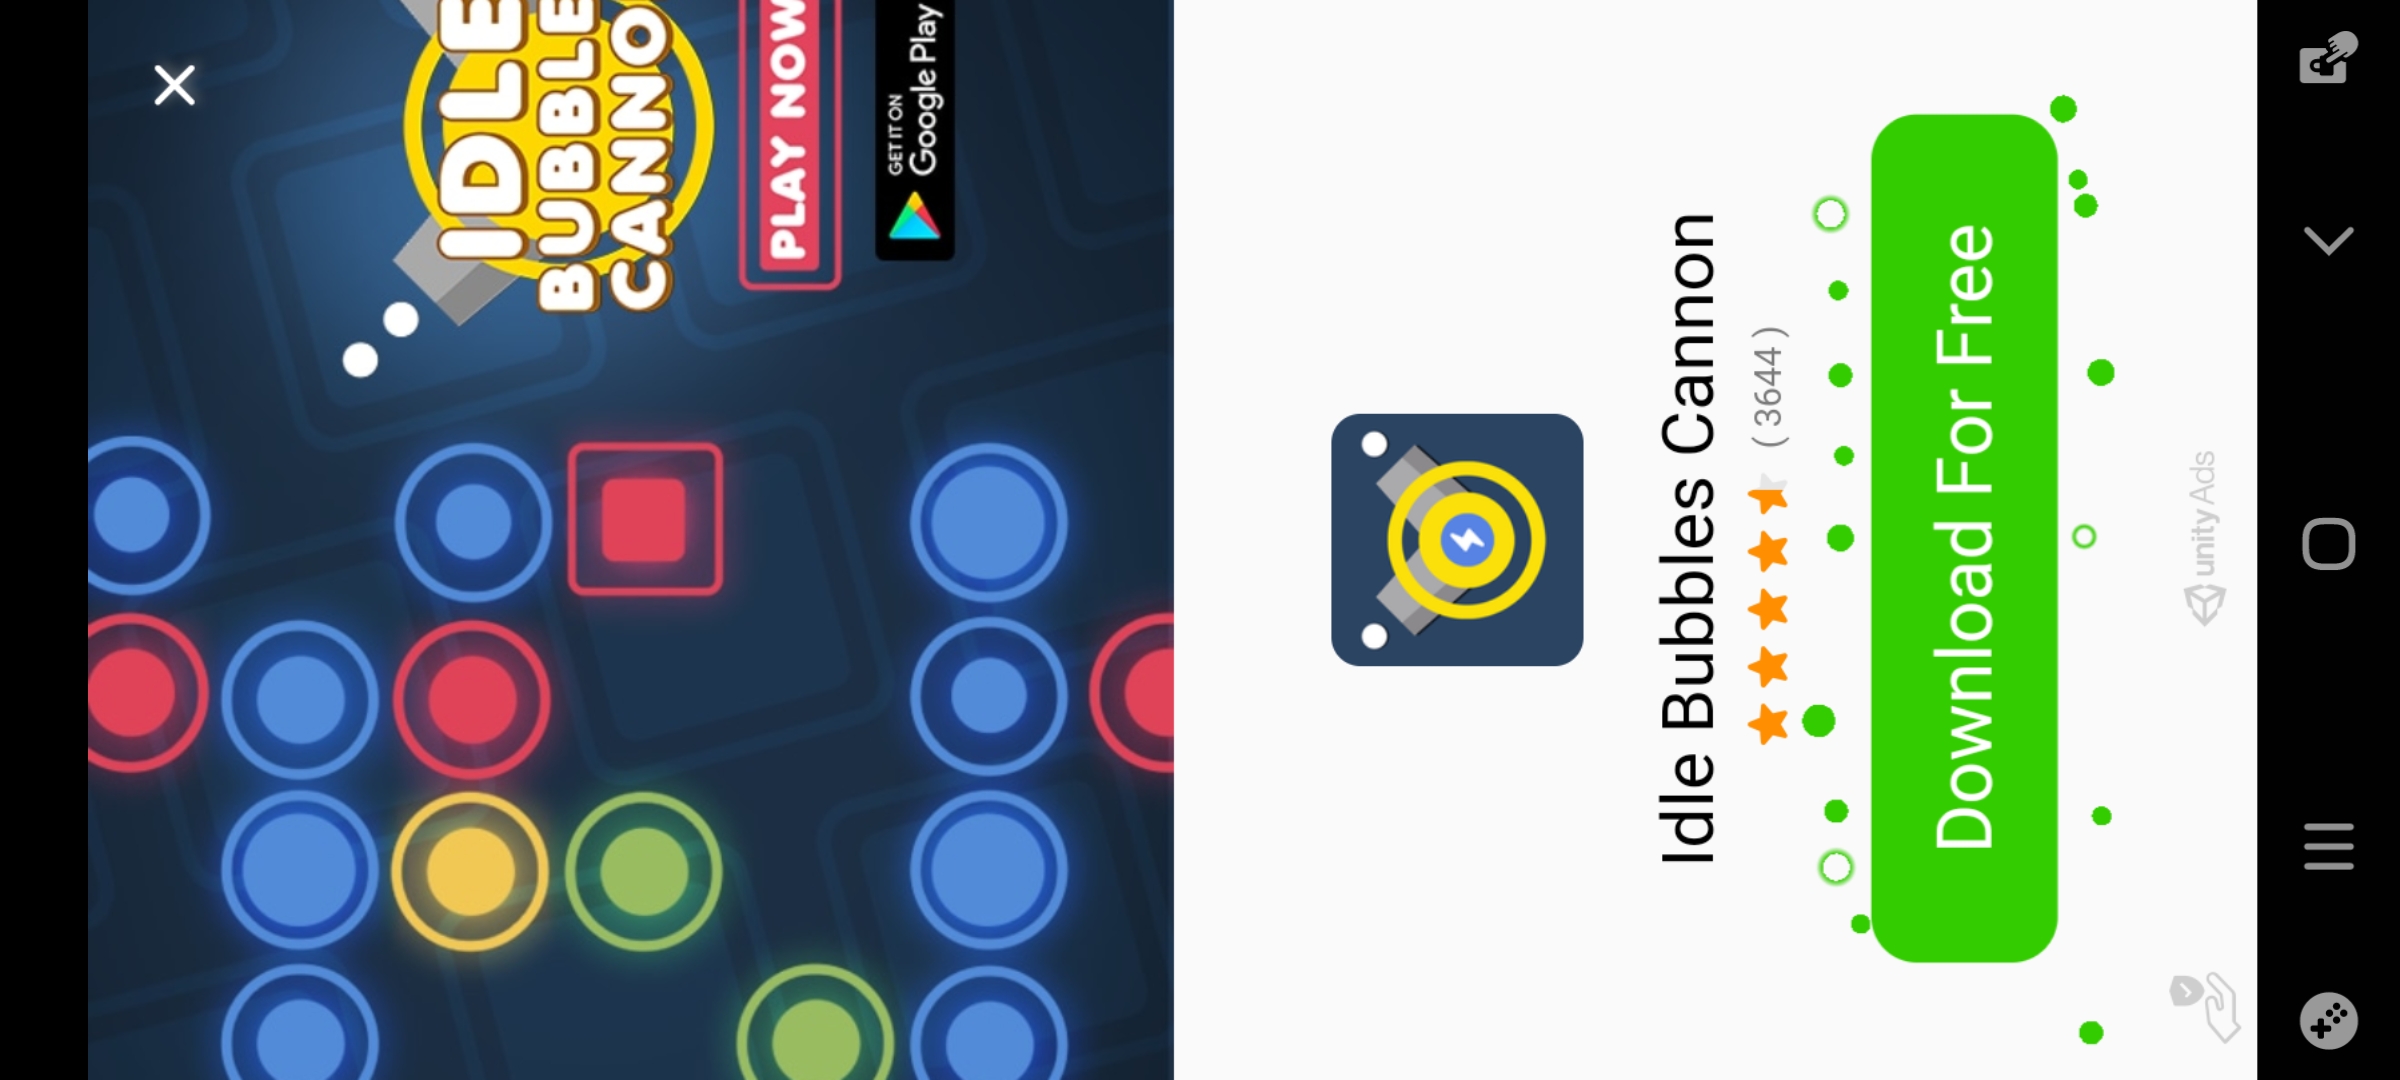 IDLE
BUBBLE
CANNO
PLAY NOW
GET IT ON
Google Play
Idle Bubbles Cannon
( 3644 )
Download For Free
unity Ads